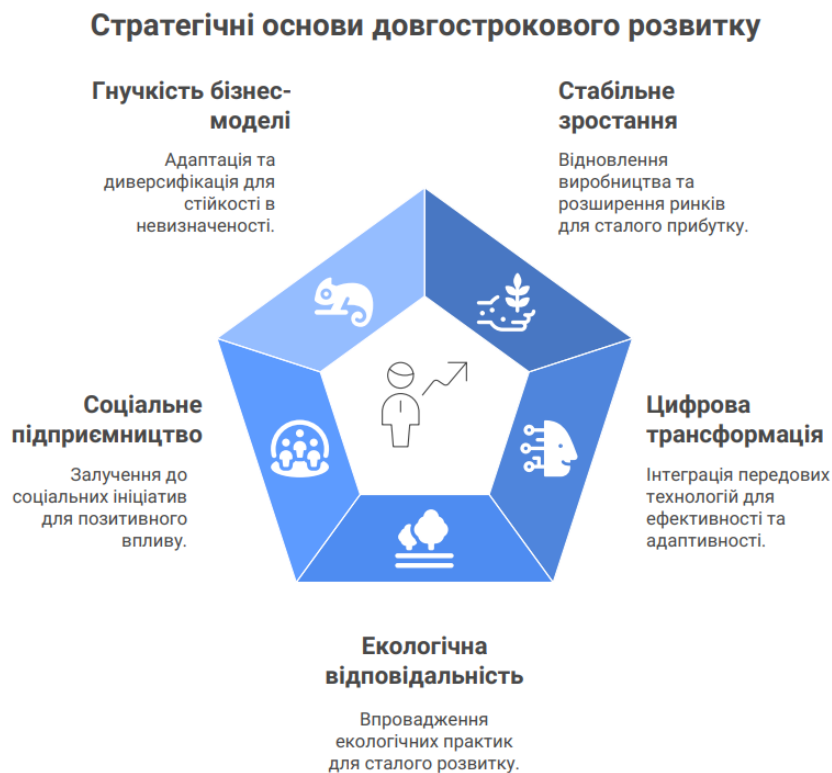 Стратегічні основи довгострокового розвитку
Гнучкість бізнес-
моделі
Адаптація та
диверсифікація для
стійкості в
невизначеності.
Стабільне
зростання
Відновлення
виробництва та
розширення ринків
для сталого прибутку.
Соціальне
підприємництво
Залучення до
соціальних ініціатив
для позитивного
впливу.
Цифрова
трансформація
Інтеграція передових
технологій для
ефективності та
адаптивності.
Екологічна
відповідальність
Впровадження
екологічних практик
для сталого розвитку.